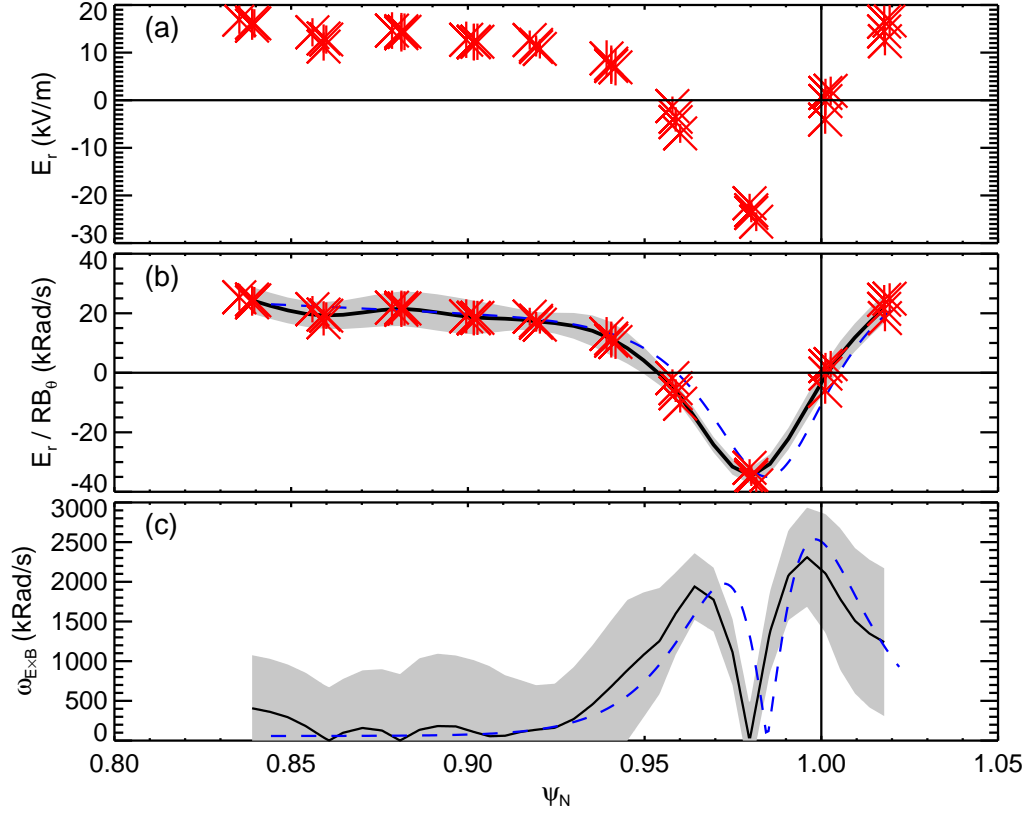 (a)
20
10
0
-10
-20
-30
E_r (kV/m)
(b)
40
20
0
-20
-40
E_r / RB_θ (kRad/s)
(c)
3000
2500
2000
1500
1000
500
0
ω_E×B (kRad/s)
0.80 0.85 0.90 0.95 1.00 1.05
ψ_N